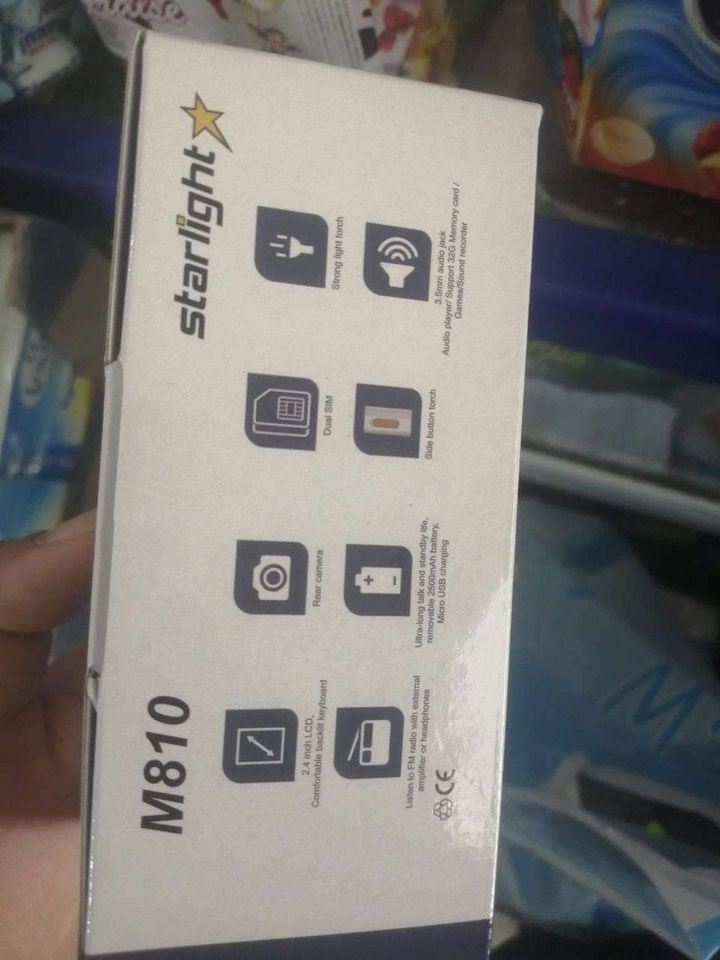 M810
starlight
2.4 inch LCD,
Comfortable backlit keyboard
Rear camera
Dual SIM
Strong light torch
Listen to FM radio with external
amplifier or headphones
Ultra-long talk and standby life,
removable 2500mAh battery,
Micro USB charging
Side button torch
3.5mm audio jack
Audio player/ Support 32G Memory card /
Games/Sound recorder
CE